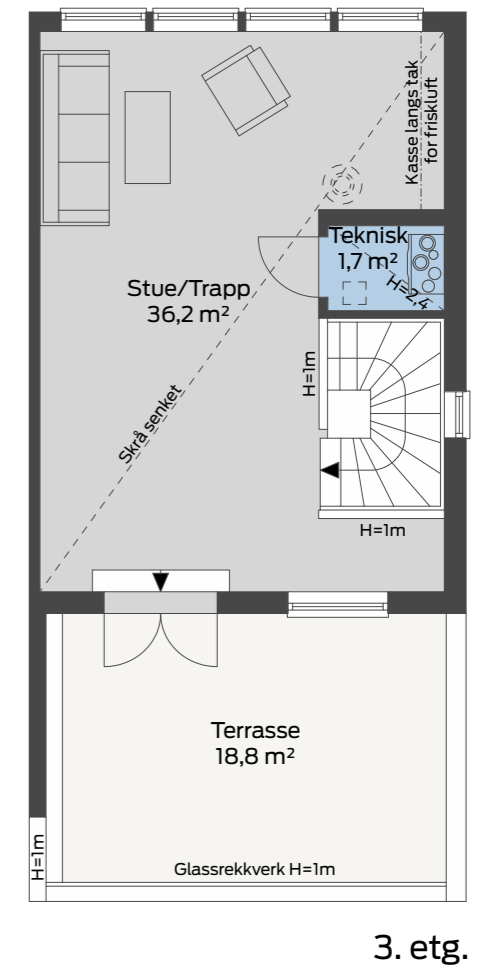 Kasse langs tak
for friskluft
Teknisk
1,7 m²
H=2,4
Stue/Trapp
36,2 m²
H=1m
Skrå senket
H=1m
Terrasse
18,8 m²
H=1m
Glassrekkverk H=1m
3. etg.